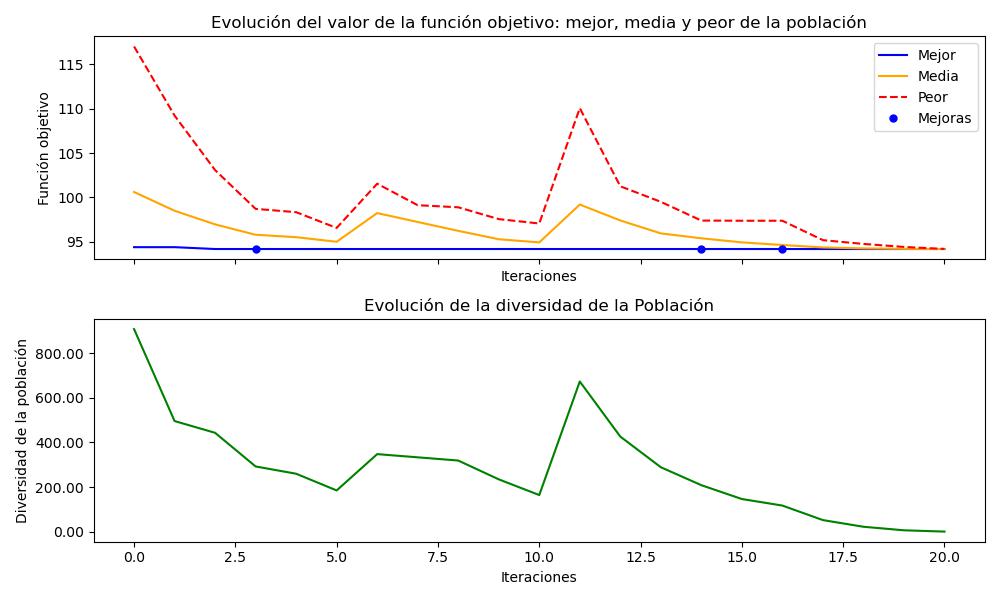 Evolución del valor de la función objetivo: mejor, media y peor de la población
Función objetivo
115
110
105
100
95
Mejor
Media
Peor
Mejoras
Iteraciones
Evolución de la diversidad de la Población
Diversidad de la población
800.00
600.00
400.00
200.00
0.00
0.0 2.5 5.0 7.5 10.0 12.5 15.0 17.5 20.0
Iteraciones